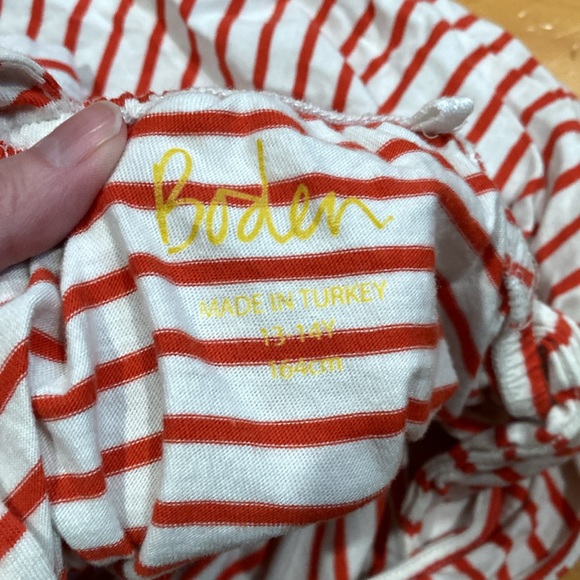 Boden
MADE IN TURKEY
13-14Y
164cm